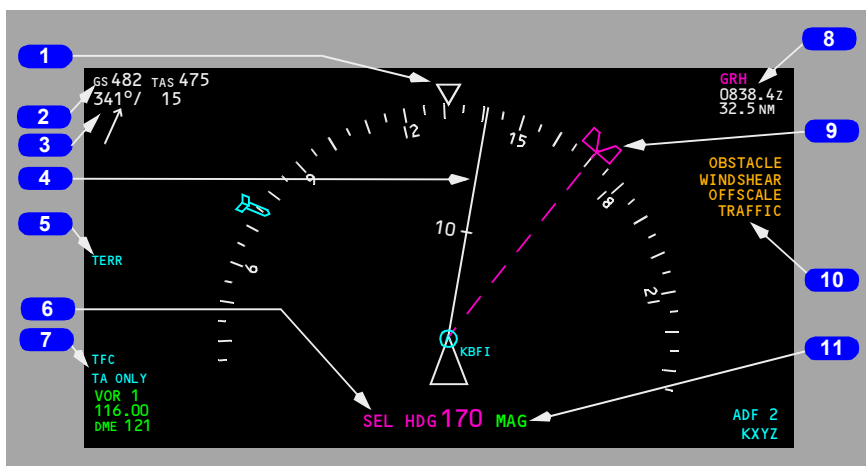 1
8
GS 482 TAS 475
341°/ 15
GRH
0838.4Z
32.5 NM
2
3
12
15
9
9
4
OBSTACLE
WINDSHEAR
OFFSCALE
TRAFFIC
18
5
10
TERR
6
21
10
6
7
TFC
KBFI
11
TA ONLY
VOR 1
116.00
DME 121
SEL HDG 170 MAG
ADF 2
KXYZ